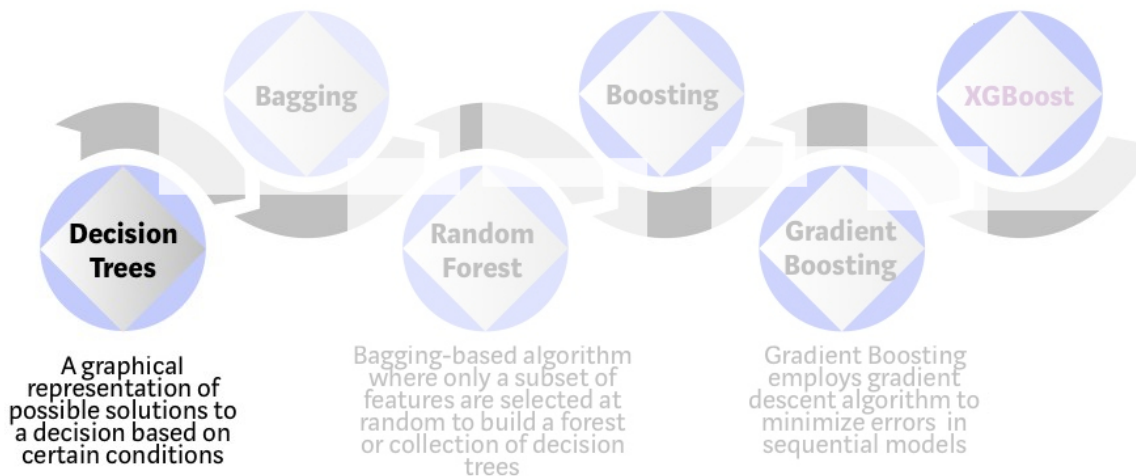 Bagging
Boosting
XGBoost
Decision
Trees
Random
Forest
Gradient
Boosting
A graphical
representation of
possible solutions to
a decision based on
certain conditions
Bagging-based algorithm
where only a subset of
features are selected at
random to build a forest
or collection of decision
trees
Gradient Boosting
employs gradient
descent algorithm to
minimize errors in
sequential models